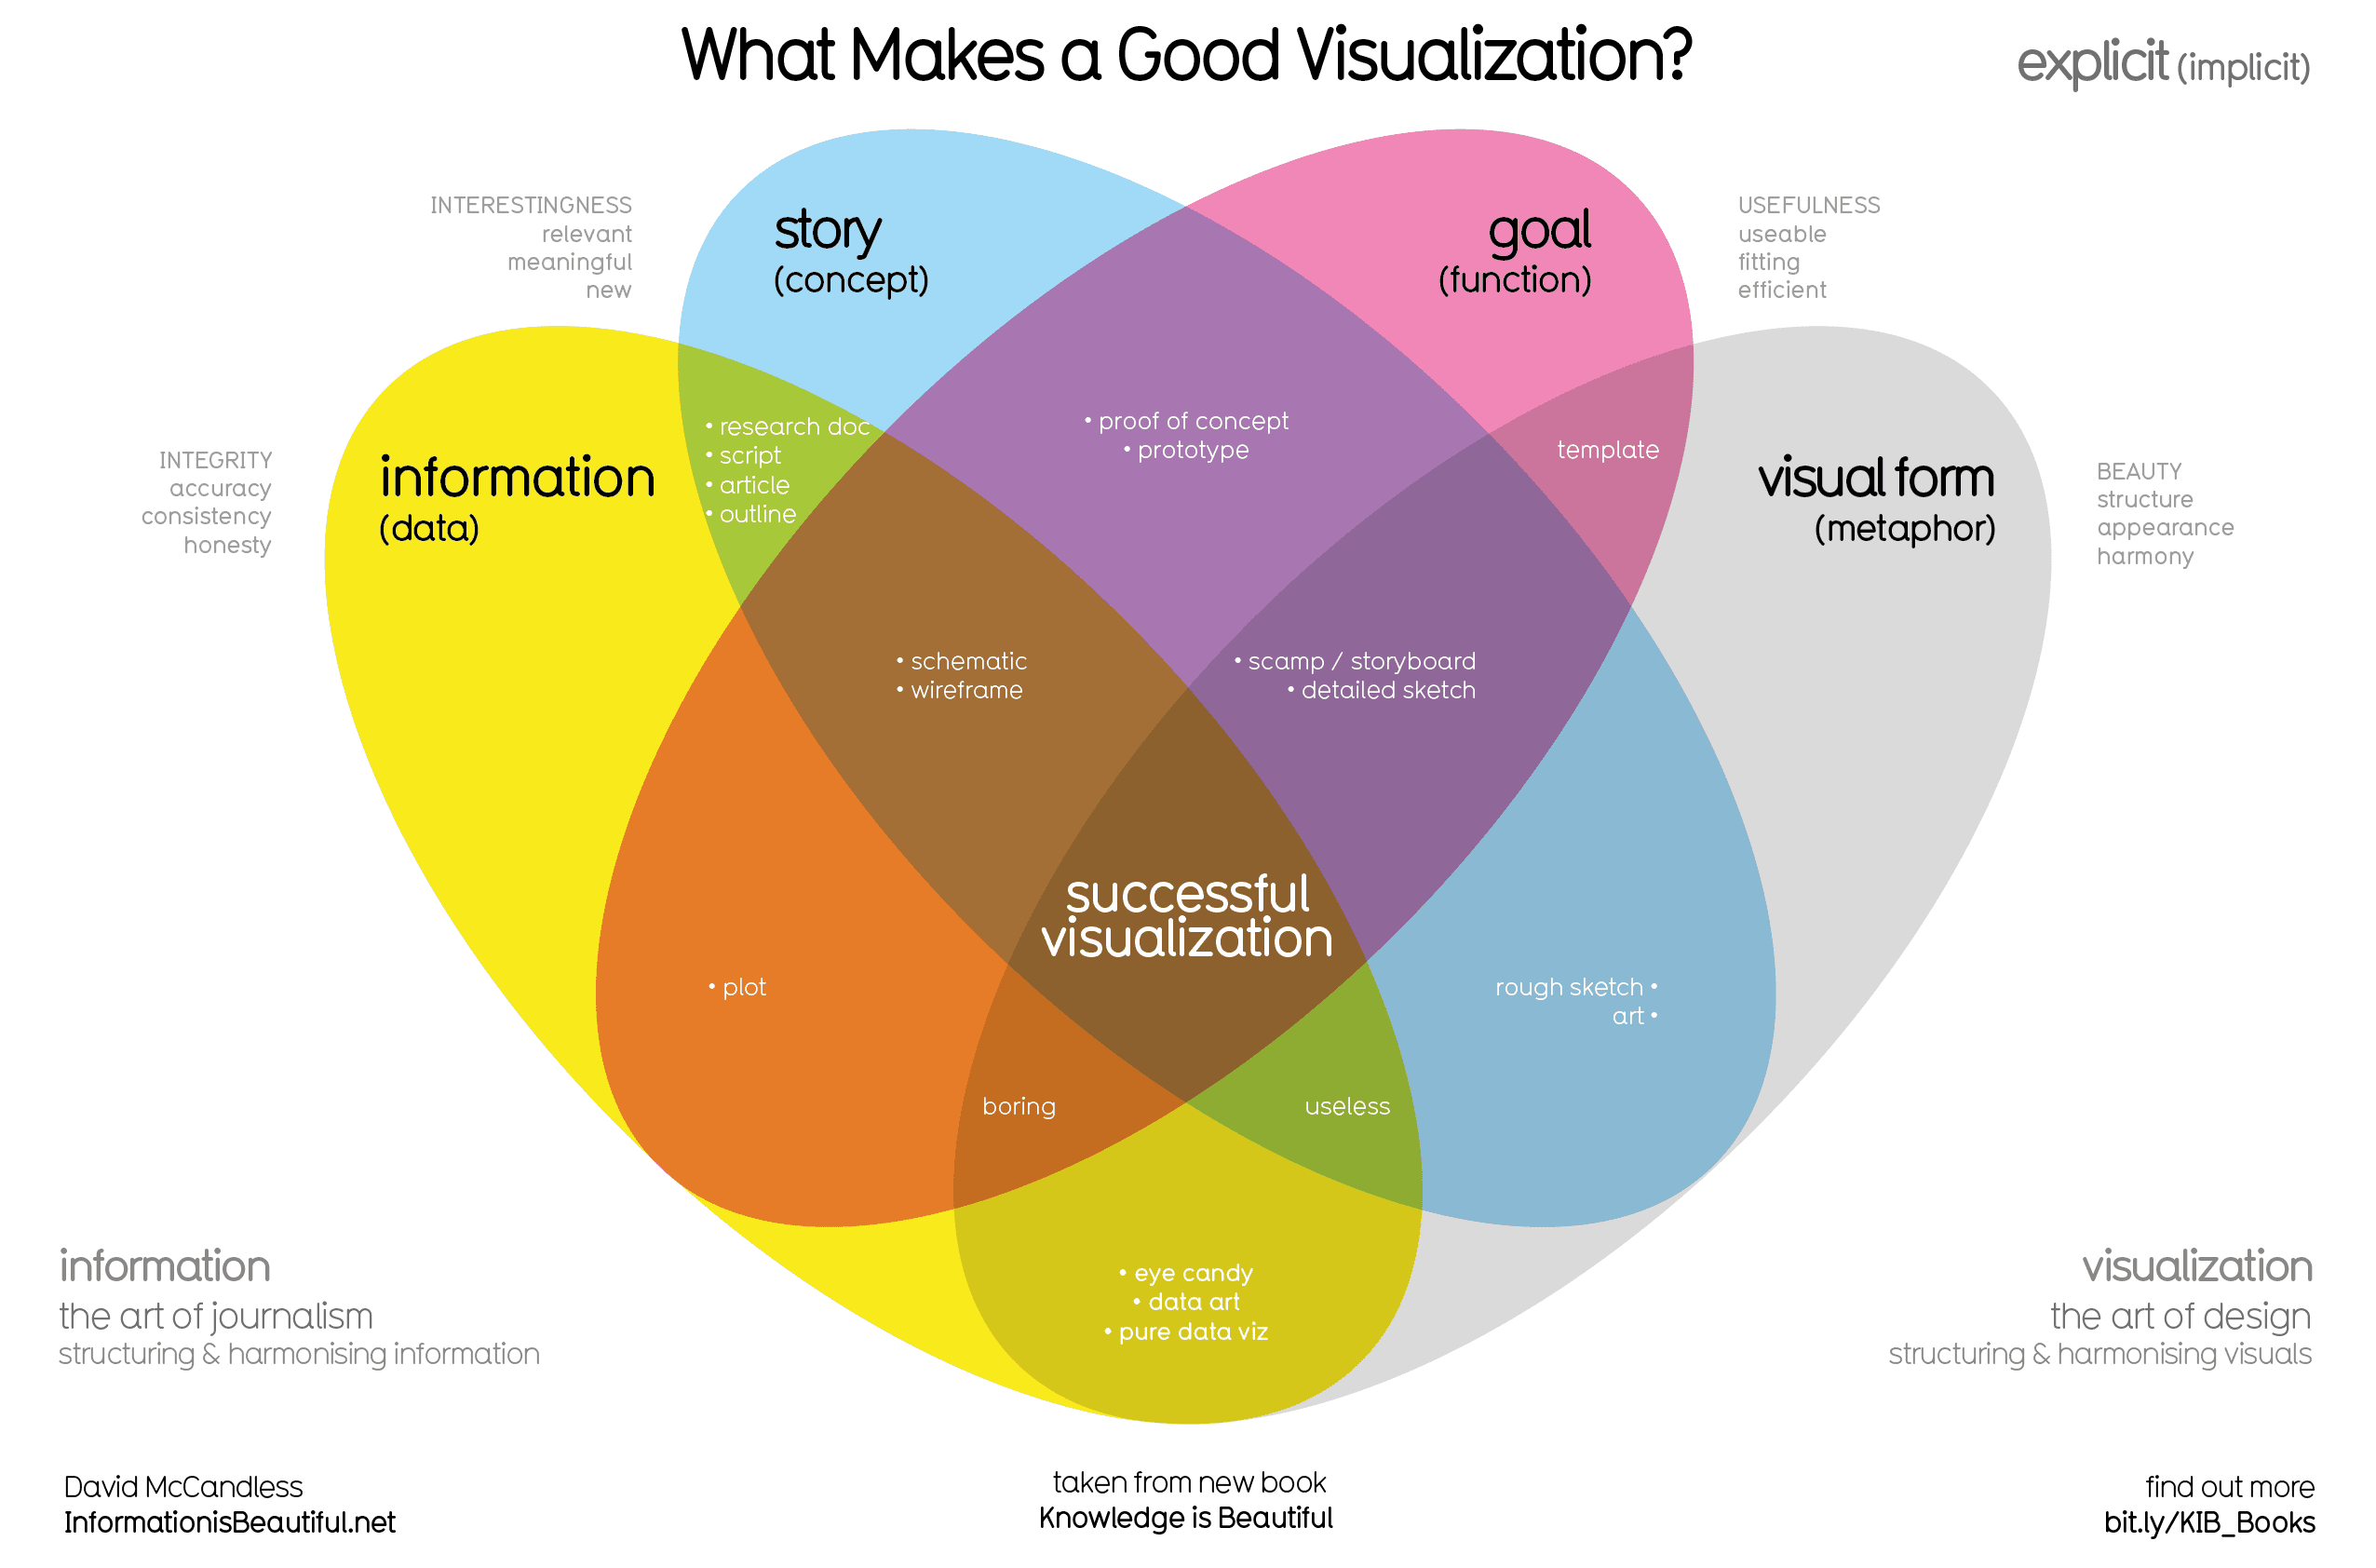 What Makes a Good Visualization?
explicit (implicit)
INTERESTINGNESS
relevant
meaningful
new
story
(concept)
goal
(function)
USEFULNESS
useable
fitting
efficient
INTEGRITY
accuracy
consistency
honesty
information
(data)
• research doc
• script
• article
• outline
• proof of concept
• prototype
template
visual form
(metaphor)
BEAUTY
structure
appearance
harmony
• schematic
• wireframe
• scamp / storyboard
• detailed sketch
successful
visualization
• plot
rough sketch •
art •
boring
useless
• eye candy
• data art
• pure data viz
information
the art of journalism
structuring & harmonising information
visualization
the art of design
structuring & harmonising visuals
David McCandless
InformationisBeautiful.net
taken from new book
Knowledge is Beautiful
find out more
bit.ly/KIB_Books